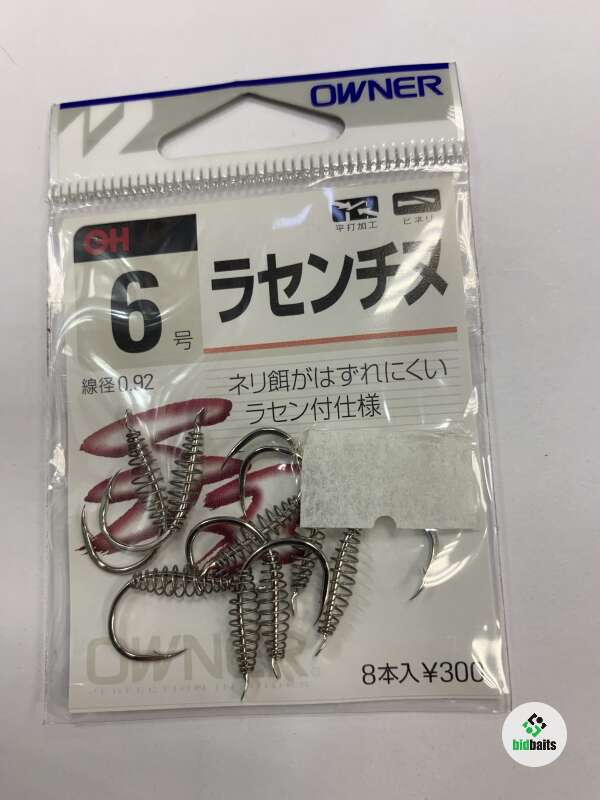 OWNER
OH
平打加工
ヒネリ
6号
ラセンチヌ
線径0.92
ネリ餌がはずれにくい
ラセン付仕様
OWNER
8本入¥300
bidbaits